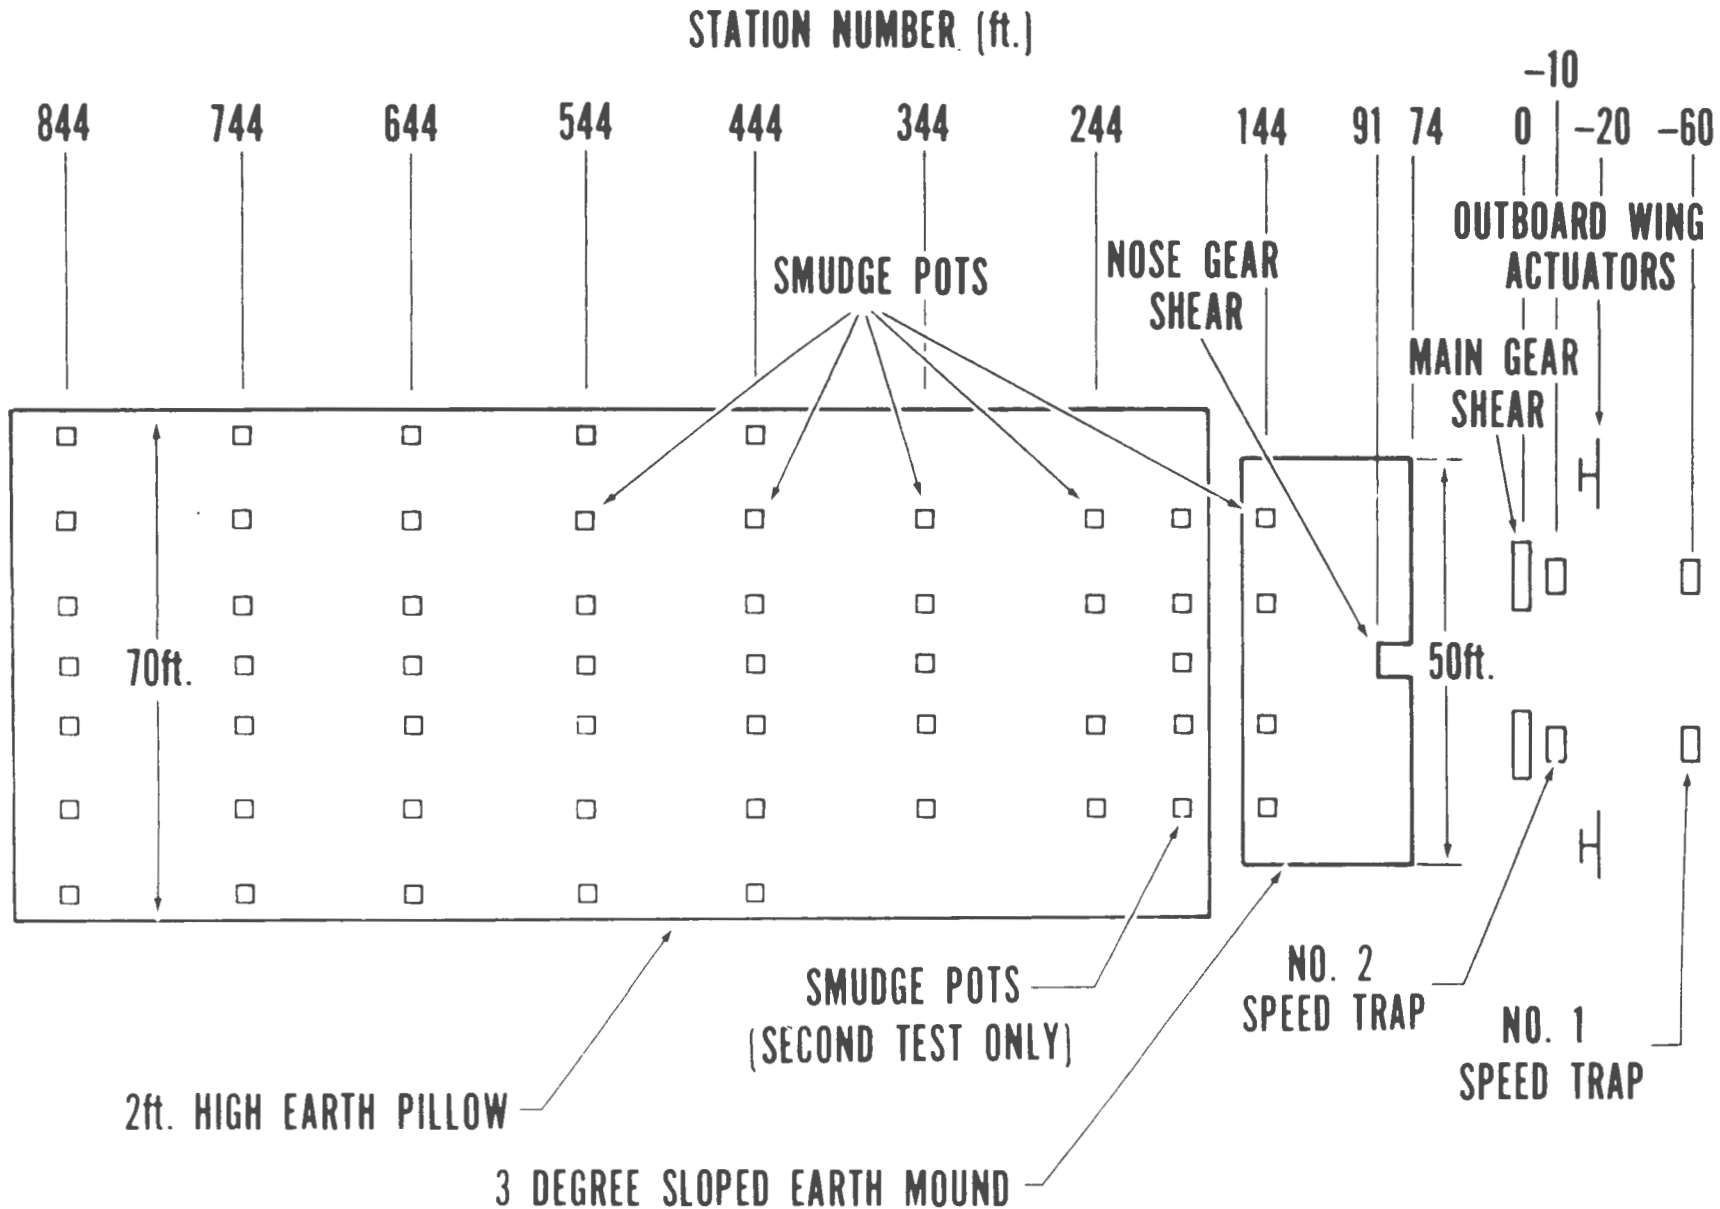 STATION NUMBER (ft.)
-10
844 744 644 544 444 344 244 144 91 74 0 -20 -60
OUTBOARD WING
ACTUATORS
NOSE GEAR
SHEAR
SMUDGE POTS
MAIN GEAR
SHEAR
70ft.
50ft.
NO. 2
SPEED TRAP
SMUDGE POTS
(SECOND TEST ONLY)
NO. 1
SPEED TRAP
2ft. HIGH EARTH PILLOW
3 DEGREE SLOPED EARTH MOUND